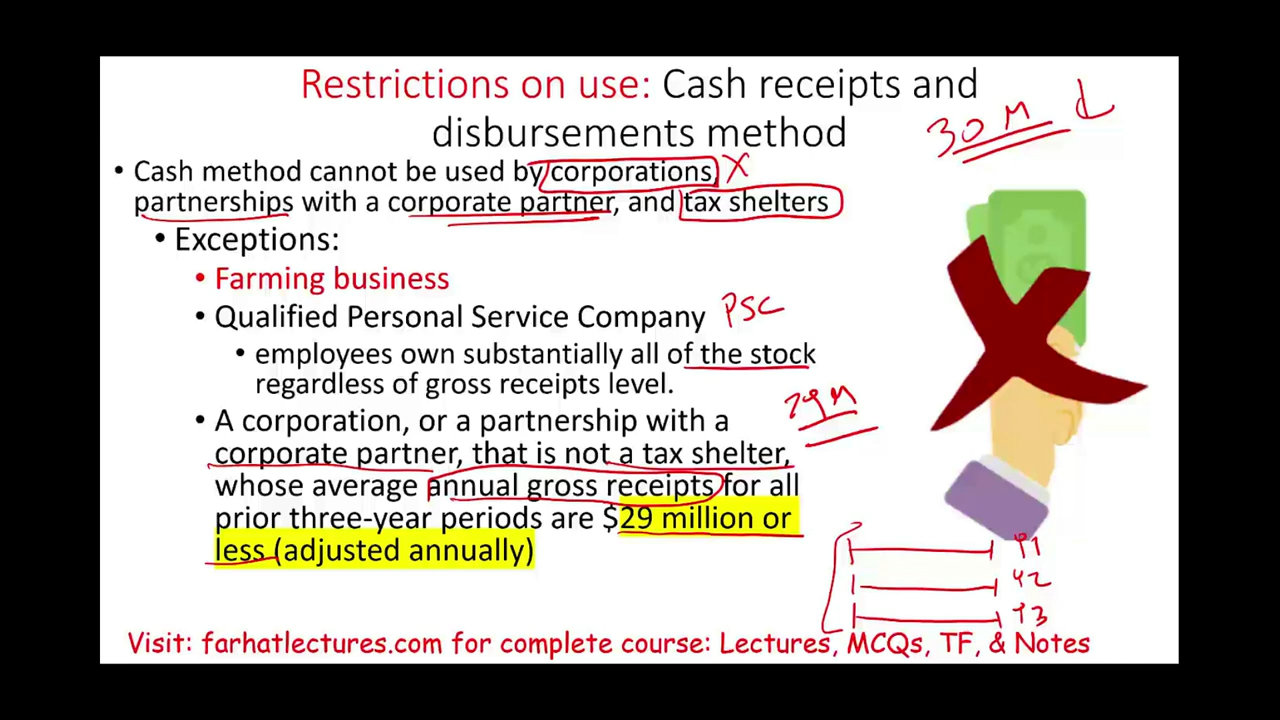 Restrictions on use: Cash receipts and
disbursements method
30 M
• Cash method cannot be used by corporations, X
partnerships with a corporate partner, and tax shelters
• Exceptions:
• Farming business
• Qualified Personal Service Company PSC
• employees own substantially all of the stock
regardless of gross receipts level.
29 M
• A corporation, or a partnership with a
corporate partner, that is not a tax shelter,
whose average annual gross receipts for all
prior three-year periods are $29 million or
less (adjusted annually)
Y1
Y2
Y3
Visit: farhatlectures.com for complete course: Lectures, MCQs, TF, & Notes